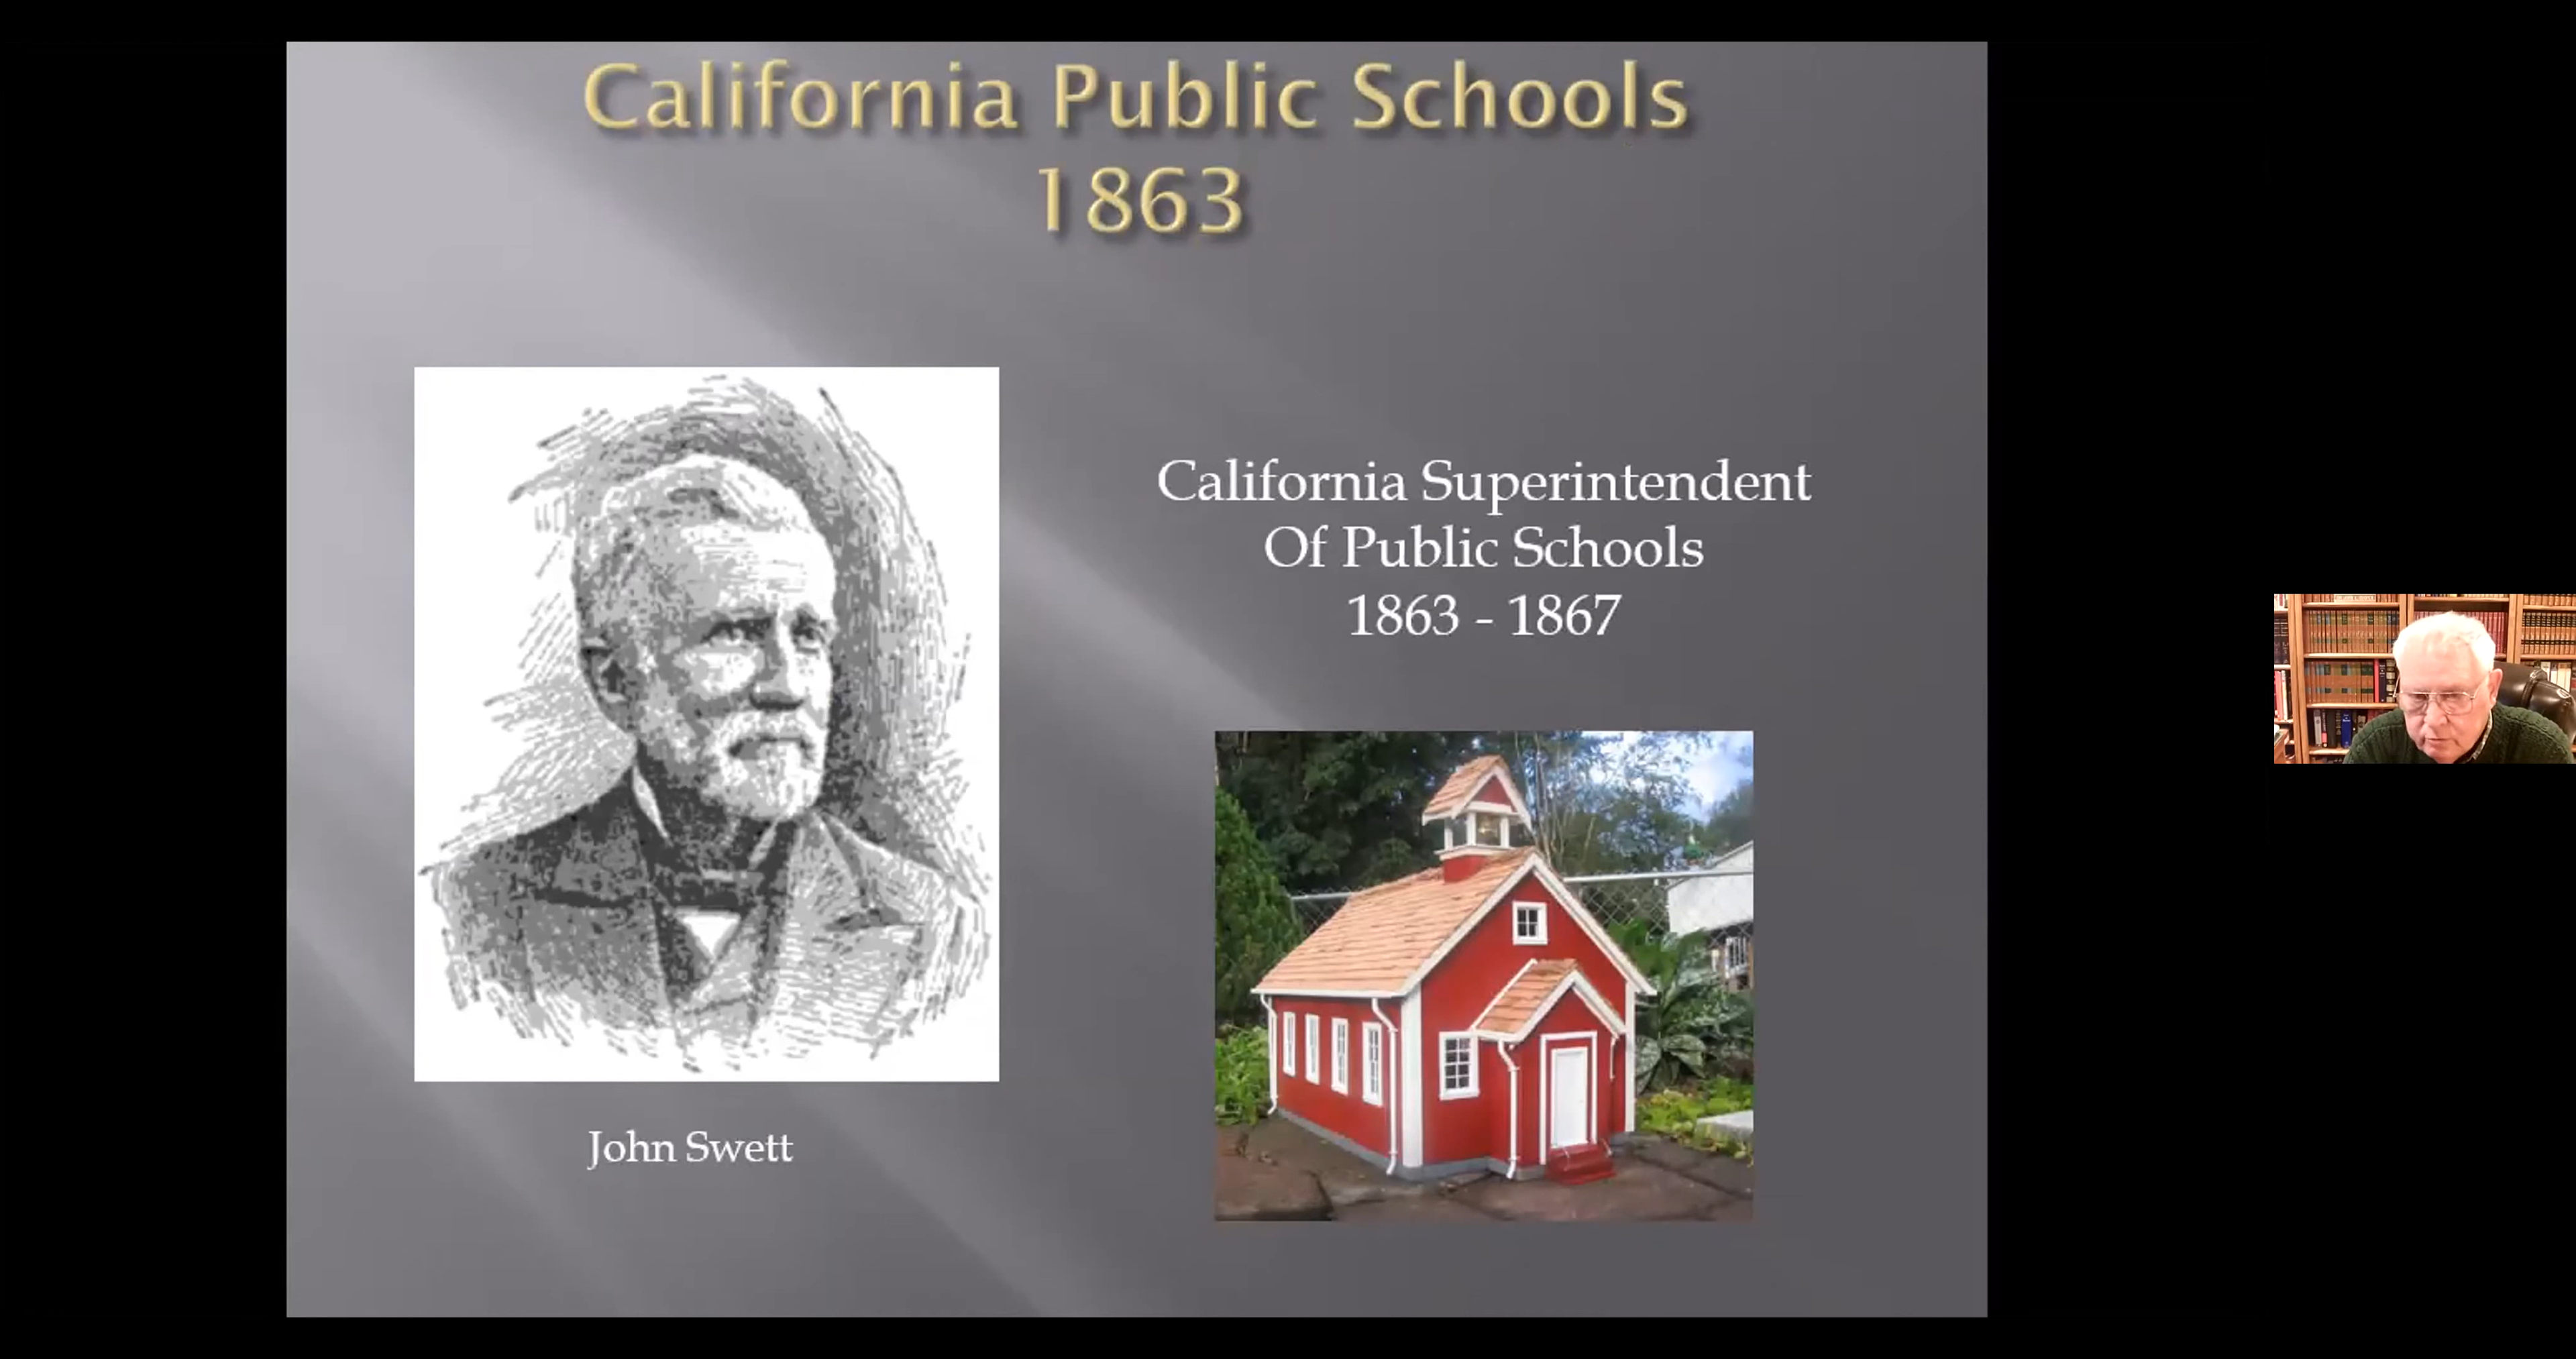 California Public Schools
1863
California Superintendent
Of Public Schools
1863 - 1867
John Swett